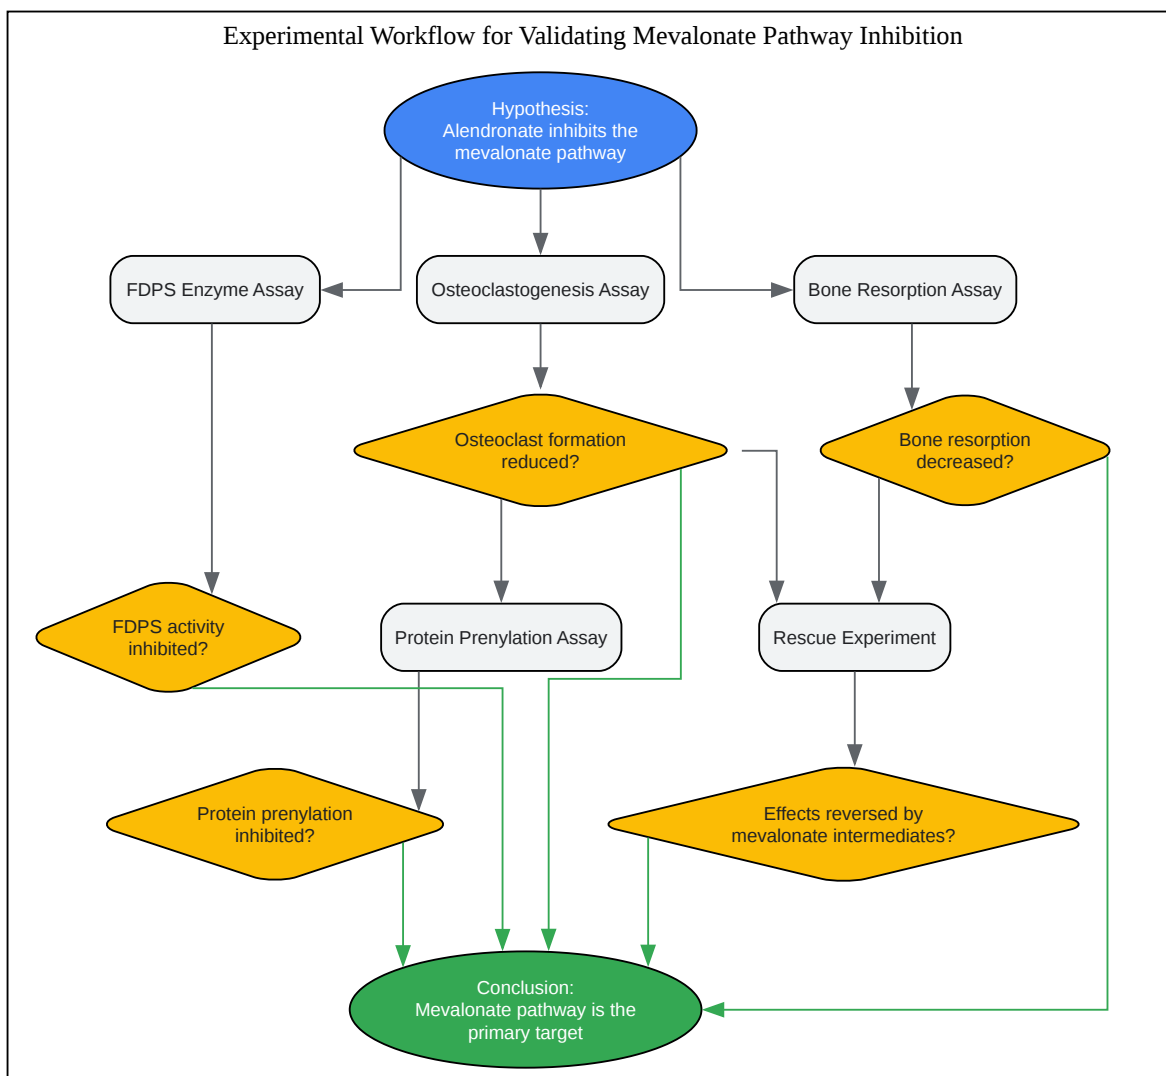 Experimental Workflow for Validating Mevalonate Pathway Inhibition
Hypothesis:
Alendronate inhibits the
mevalonate pathway
FDPS Enzyme Assay
Osteoclastogenesis Assay
Bone Resorption Assay
Osteoclast formation
reduced?
Bone resorption
decreased?
FDPS activity
inhibited?
Protein Prenylation Assay
Rescue Experiment
Protein prenylation
inhibited?
Effects reversed by
mevalonate intermediates?
Conclusion:
Mevalonate pathway is the
primary target